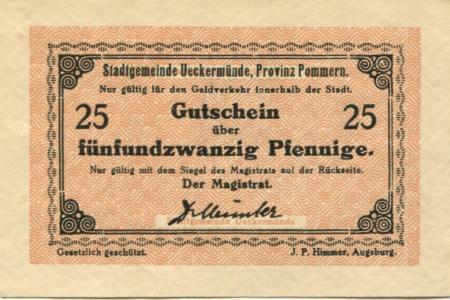 Stadtgemeinde Ueckermünde, Provinz Pommern.
Nur gültig für den Geldverkehr innerhalb der Stadt.
25 Gutschein 25
über
fünfundzwanzig Pfennige.
Nur gültig mit dem Siegel des Magistrats auf der Rückseite.
Der Magistrat.
Stadtgemeinde Ueckermünde
Gesetzlich geschützt. J. P. Himmer, Augsburg.